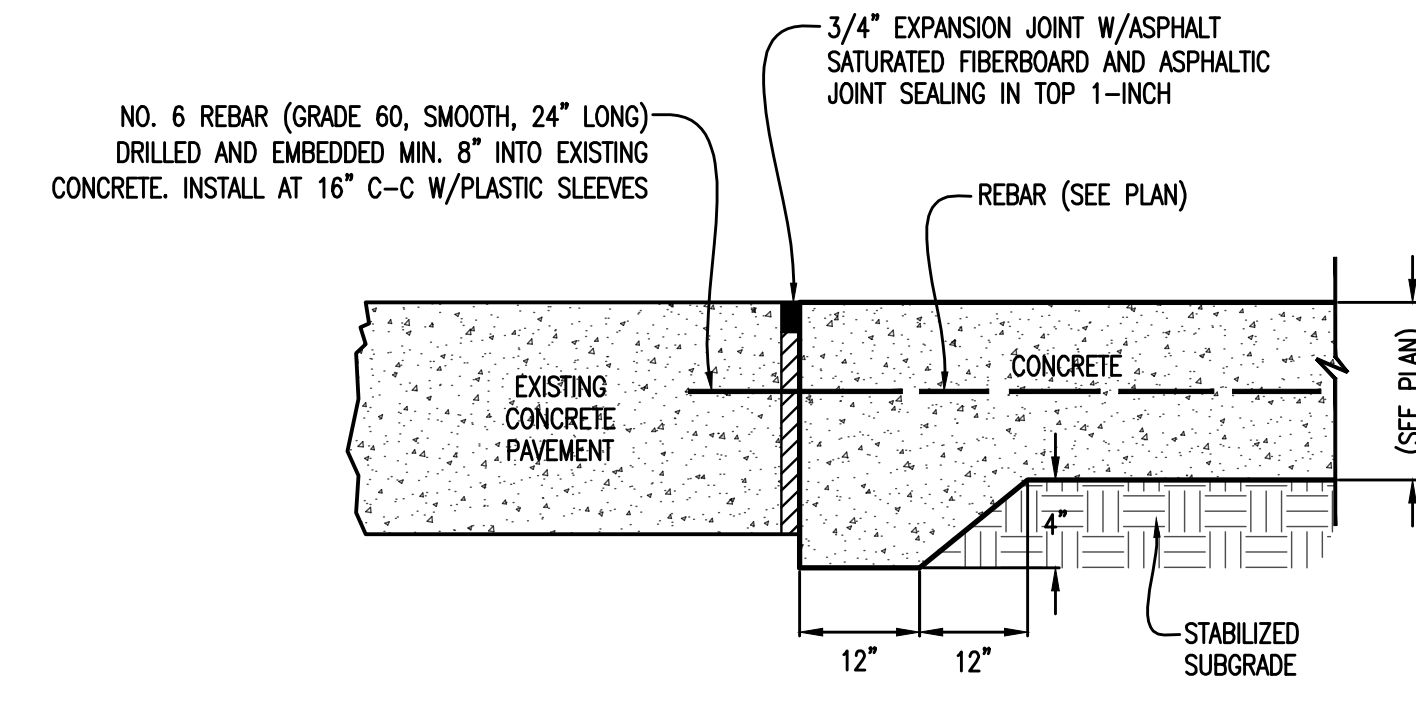 3/4" EXPANSION JOINT W/ASPHALT
SATURATED FIBERBOARD AND ASPHALTIC
JOINT SEALING IN TOP 1-INCH
NO. 6 REBAR (GRADE 60, SMOOTH, 24" LONG)
DRILLED AND EMBEDDED MIN. 8" INTO EXISTING
CONCRETE. INSTALL AT 16" C-C W/PLASTIC SLEEVES
REBAR (SEE PLAN)
CONCRETE
EXISTING
CONCRETE
PAVEMENT
(SEE PLAN)
4"
12"
12"
STABILIZED
SUBGRADE